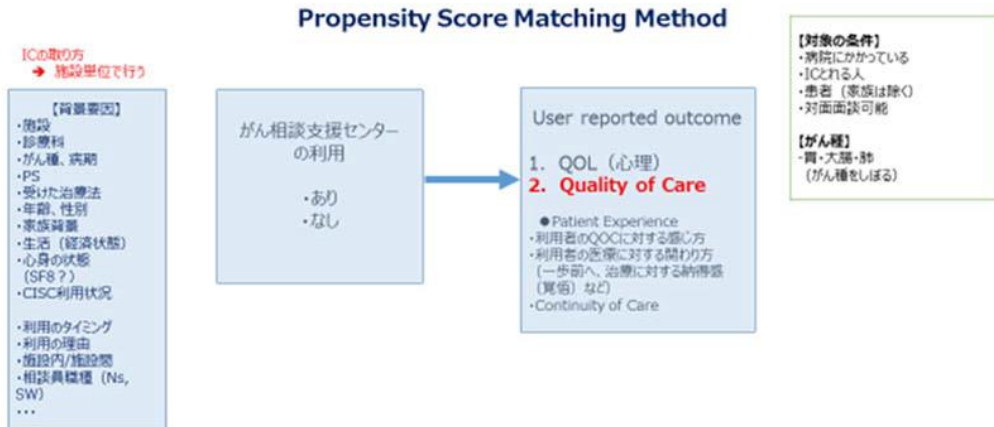 Propensity Score Matching Method
ICの取り方
➔ 施設単位で行う
【背景要因】
・施設
・診療科
・がん種、病期
・PS
・受けた治療法
・年齢、性別
・家族背景
・生活（経済状態）
・心身の状態
(SF8？)
・CISC利用状況
・利用のタイミング
・利用の理由
・施設内/施設間
・相談員職種（Ns,
SW）
・・・
がん相談支援センター
の利用
・あり
・なし
User reported outcome
1. QOL（心理）
2. Quality of Care
●Patient Experience
・利用者のQOCに対する感じ方
・利用者の医療に対する関わり方
（一歩前へ、治療に対する納得感
（覚悟）など）
・Continuity of Care
【対象の条件】
・病院にかかっている
・ICとれる人
・患者（家族は除く）
・対面面談可能
【がん種】
・胃・大腸・肺
（がん種をしぼる）